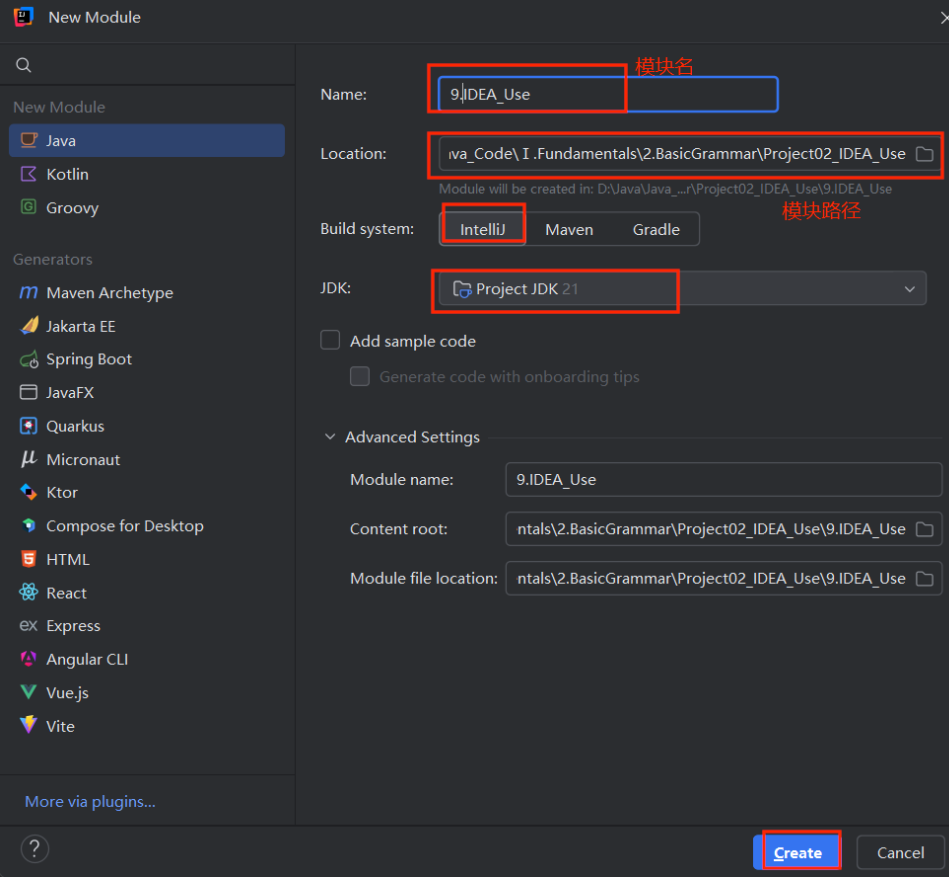 New Module
New Module
Java
Kotlin
Groovy
Generators
Maven Archetype
Jakarta EE
Spring Boot
JavaFX
Quarkus
Micronaut
Ktor
Compose for Desktop
HTML
React
Express
Angular CLI
Vue.js
Vite
More via plugins...
?
模块名
Name: 9.IDEA_Use
Location: ıva_Code\Ⅰ.Fundamentals\2.BasicGrammar\Project02_IDEA_Use
Module will be created in: D:\Java\Java_...r\Project02_IDEA_Use\9.IDEA_Use
模块路径
Build system: IntelliJ Maven Gradle
JDK: Project JDK 21
Add sample code
Generate code with onboarding tips
Advanced Settings
Module name: 9.IDEA_Use
Content root: ntals\2.BasicGrammar\Project02_IDEA_Use\9.IDEA_Use
Module file location: ntals\2.BasicGrammar\Project02_IDEA_Use\9.IDEA_Use
Create Cancel